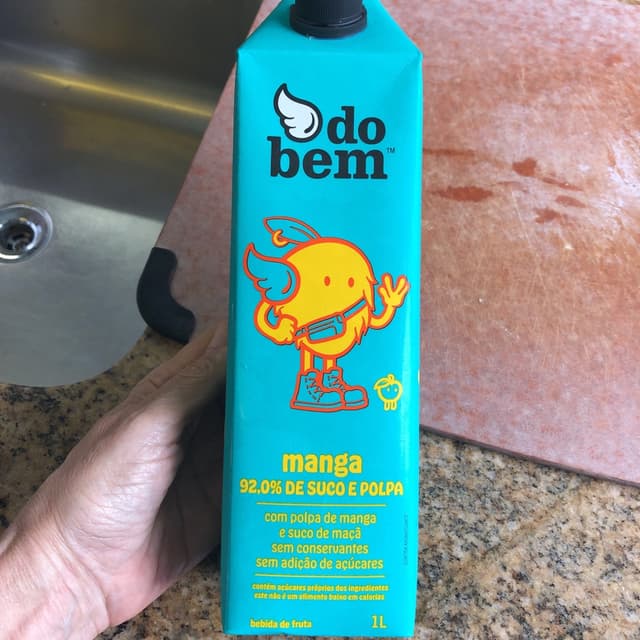 do
bem™
manga
92,0% DE SUCO E POLPA
com polpa de manga
e suco de maçã
sem conservantes
sem adição de açúcares
contém açúcares próprios dos ingredientes
este não é um alimento baixo em calorias
bebida de fruta
1L